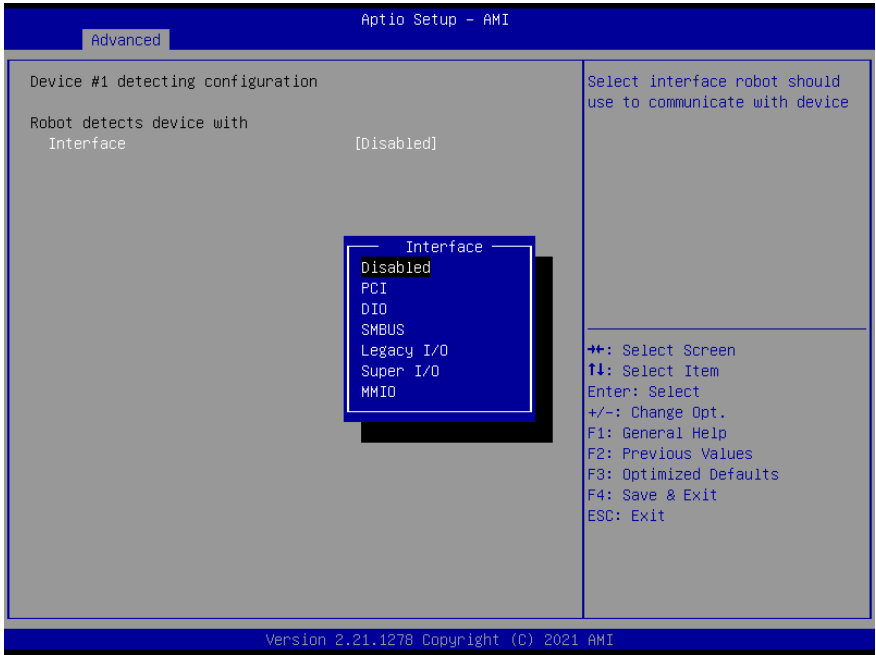 Aptio Setup – AMI
Advanced
Device #1 detecting configuration
Robot detects device with
Interface [Disabled]
Select interface robot should
use to communicate with device
Interface
Disabled
PCI
DIO
SMBUS
Legacy I/O
Super I/O
MMIO
→←: Select Screen
↑↓: Select Item
Enter: Select
+/-: Change Opt.
F1: General Help
F2: Previous Values
F3: Optimized Defaults
F4: Save & Exit
ESC: Exit
Version 2.21.1278 Copyright (C) 2021 AMI